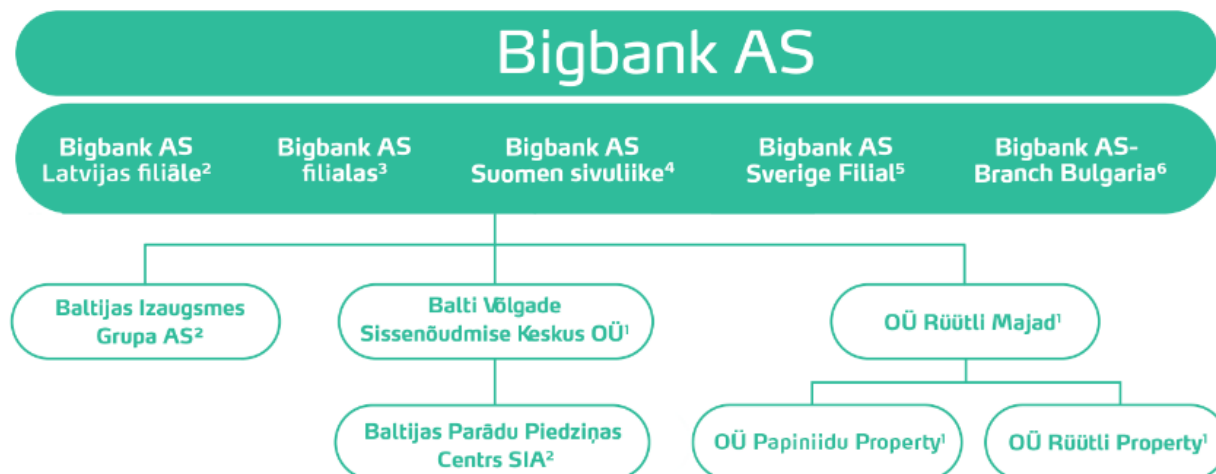 Bigbank AS
Bigbank AS
Latvijas filiāle²
Bigbank AS
filialas³
Bigbank AS
Suomen sivuliike⁴
Bigbank AS
Sverige Filial⁵
Bigbank AS-
Branch Bulgaria⁶
Baltijas Izaugsmes
Grupa AS²
Balti Võlgade
Sissenõudmise Keskus OÜ¹
OÜ Rüütli Majad¹
Baltijas Parādu Piedziņas
Centrs SIA²
OÜ Papiniidu Property¹
OÜ Rüütli Property¹